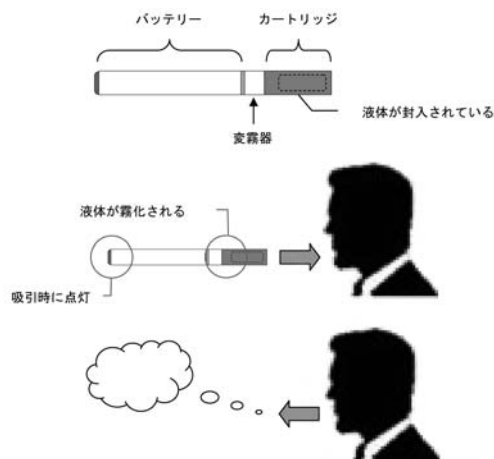 バッテリー
カートリッジ
液体が封入されている
変霧器
液体が霧化される
吸引時に点灯